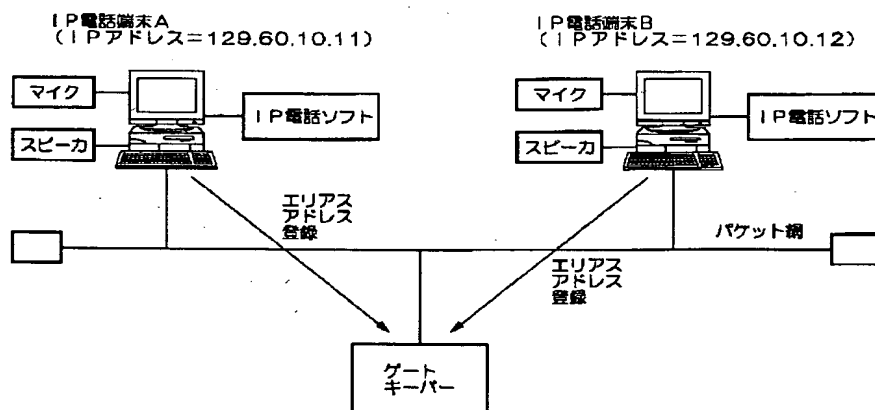 IP電話端末A
(IPアドレス=129.60.10.11)
IP電話端末B
(IPアドレス=129.60.10.12)
マイク
スピーカ
IP電話ソフト
マイク
スピーカ
IP電話ソフト
エリアス
アドレス
登録
エリアス
アドレス
登録
パケット網
ゲート
キーパー